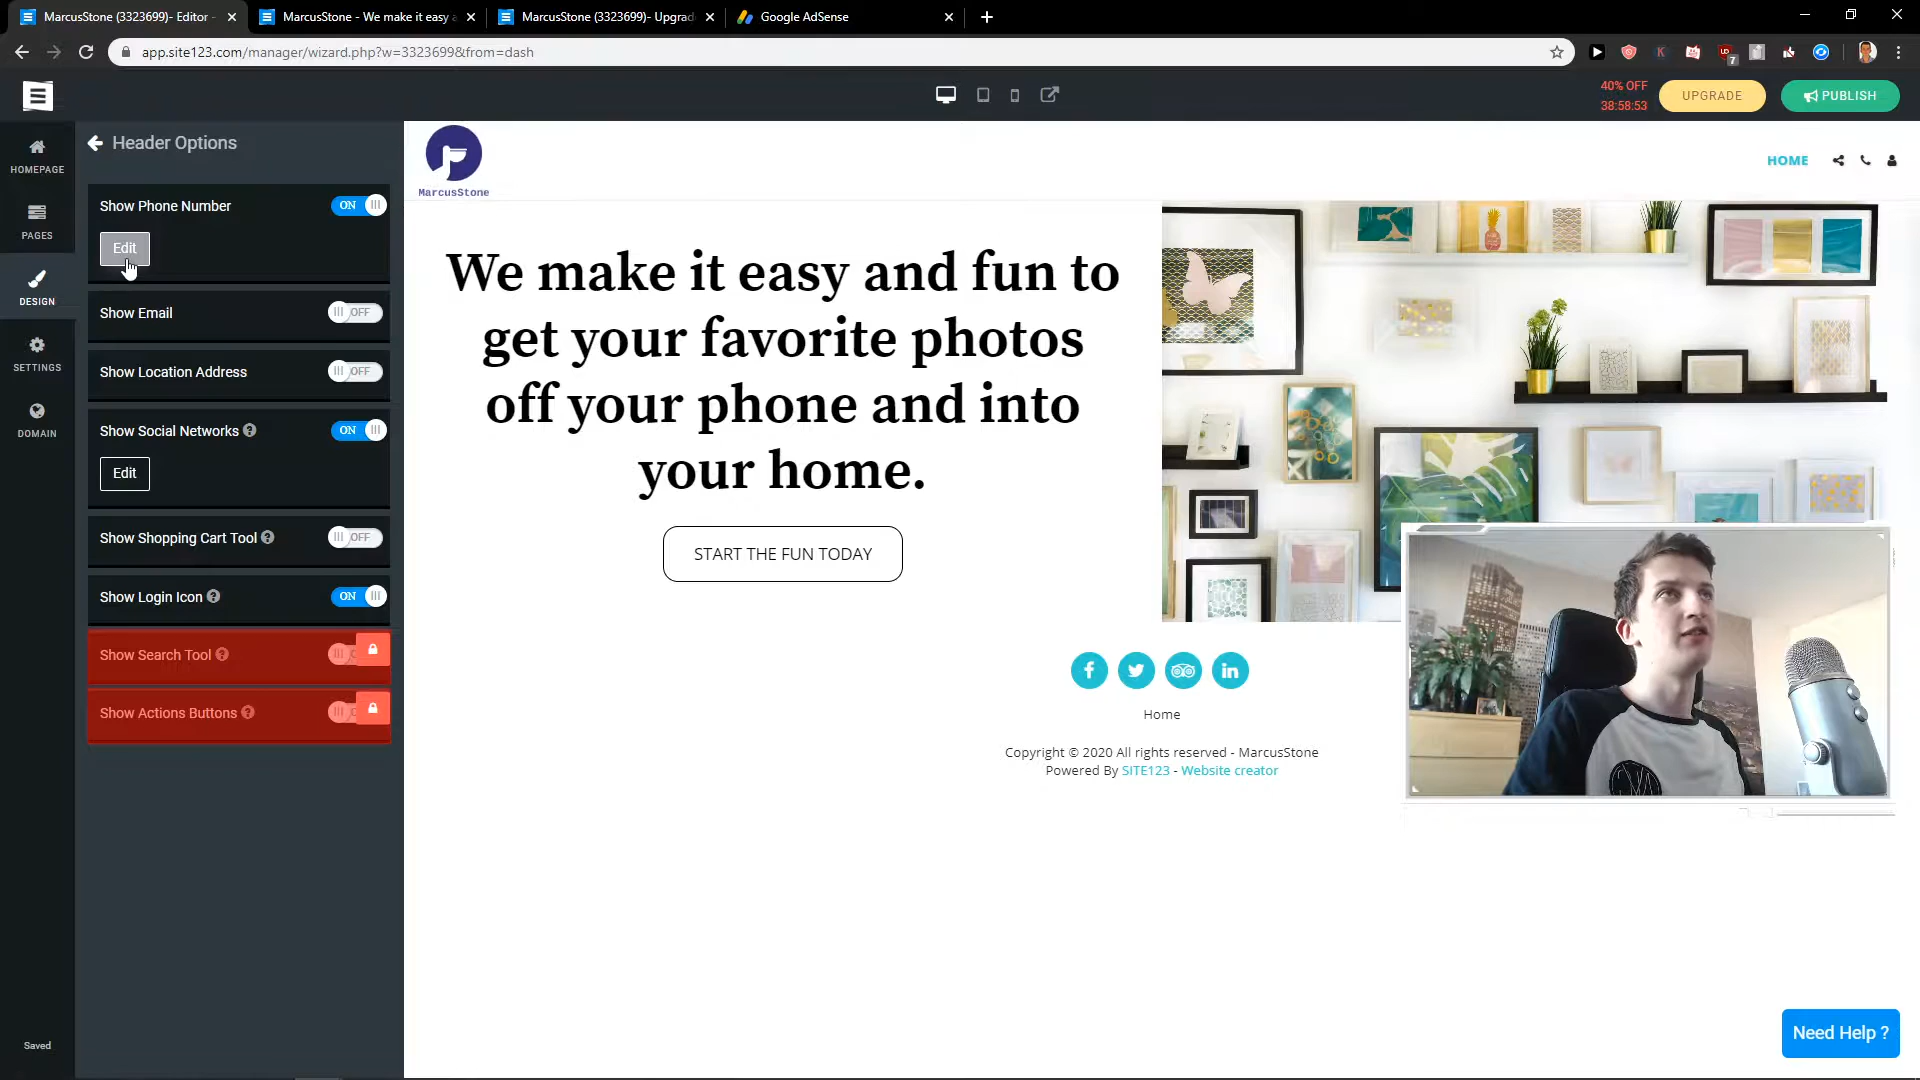 MarcusStone (3323699)- Editor -
MarcusStone - We make it easy a
MarcusStone (3323699)- Upgrad
Google AdSense
app.site123.com/manager/wizard.php?w=3323699&from=dash
7
40% OFF
38:58:53
UPGRADE
PUBLISH
HOMEPAGE
PAGES
DESIGN
SETTINGS
DOMAIN
Saved
Header Options
Show Phone Number
ON
Edit
Show Email
OFF
Show Location Address
OFF
Show Social Networks
ON
Edit
Show Shopping Cart Tool
OFF
Show Login Icon
ON
Show Search Tool
Show Actions Buttons
MarcusStone
HOME
We make it easy and fun to
get your favorite photos
off your phone and into
your home.
START THE FUN TODAY
Home
Copyright © 2020 All rights reserved - MarcusStone
Powered By SITE123 - Website creator
Need Help ?